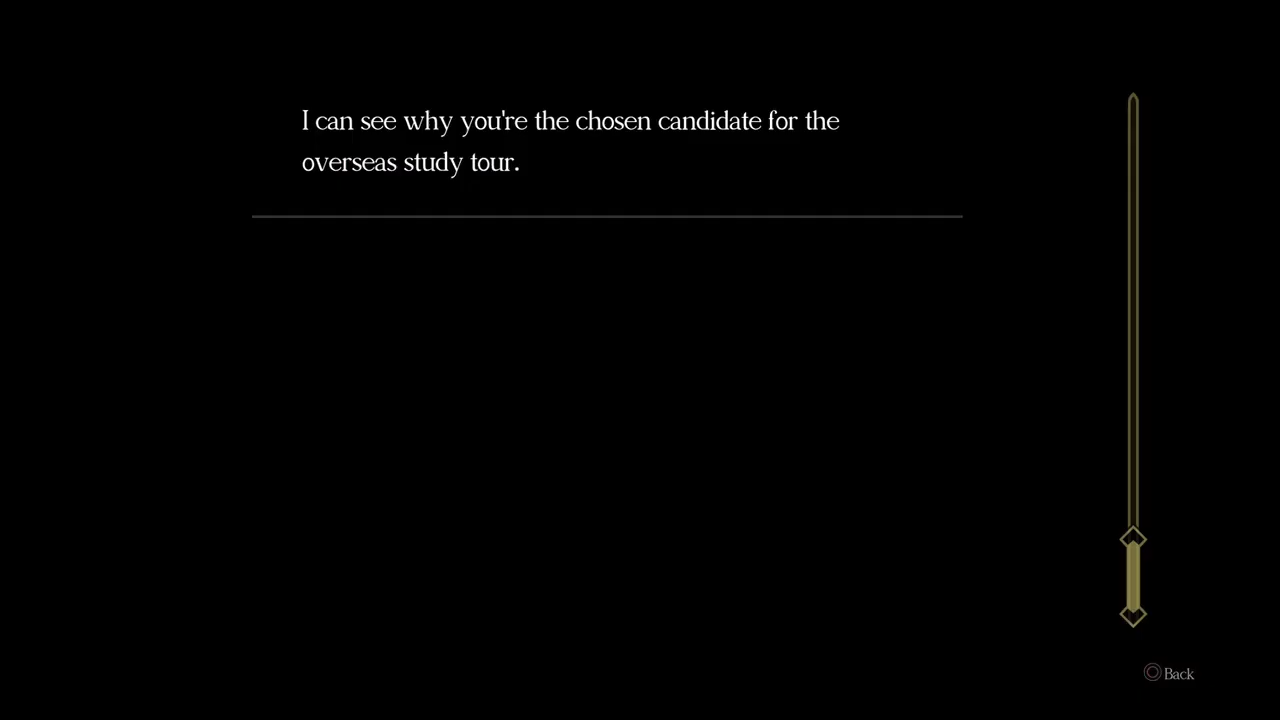 I can see why you're the chosen candidate for the
overseas study tour.
Back